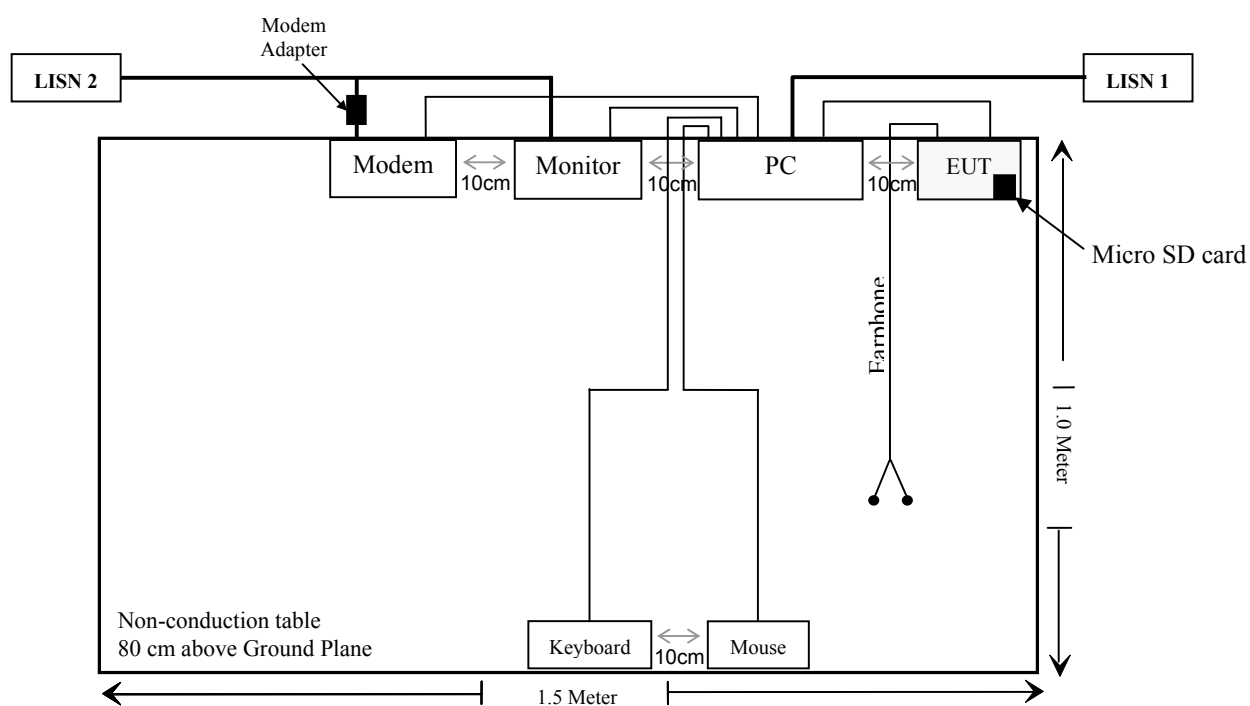 Modem
Adapter
LISN 2
LISN 1
Modem
10cm
Monitor
10cm
PC
10cm
EUT
Micro SD card
Earphone
1.0 Meter
Non-conduction table
80 cm above Ground Plane
Keyboard
10cm
Mouse
1.5 Meter